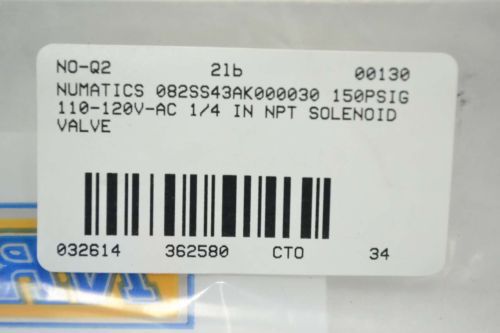 NO-Q2 2lb 00130
NUMATICS 082SS43AK000030 150PSIG
110-120V-AC 1/4 IN NPT SOLENOID
VALVE
032614 362580 CTO 34